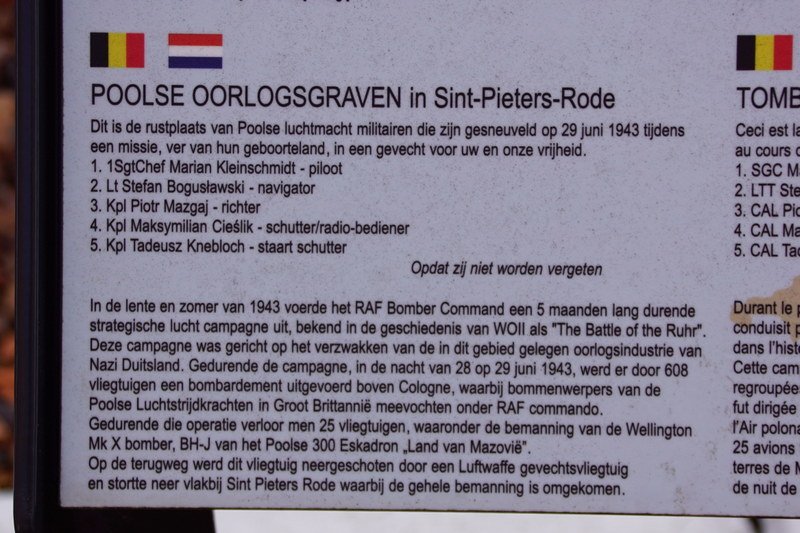 POOLSE OORLOGSGRAVEN in Sint-Pieters-Rode
Dit is de rustplaats van Poolse luchtmacht militairen die zijn gesneuveld op 29 juni 1943 tijdens
een missie, ver van hun geboorteland, in een gevecht voor uw en onze vrijheid.
1. 1SgtChef Marian Kleinschmidt - piloot
2. Lt Stefan Bogusławski - navigator
3. Kpl Piotr Mazgaj - richter
4. Kpl Maksymilian Cieślik - schutter/radio-bediener
5. Kpl Tadeusz Knebloch - staart schutter
Opdat zij niet worden vergeten
In de lente en zomer van 1943 voerde het RAF Bomber Command een 5 maanden lang durende
strategische lucht campagne uit, bekend in de geschiedenis van WOII als "The Battle of the Ruhr".
Deze campagne was gericht op het verzwakken van de in dit gebied gelegen oorlogsindustrie van
Nazi Duitsland. Gedurende de campagne, in de nacht van 28 op 29 juni 1943, werd er door 608
vliegtuigen een bombardement uitgevoerd boven Cologne, waarbij bommenwerpers van de
Poolse Luchtstrijdkrachten in Groot Brittannië meevochten onder RAF commando.
Gedurende die operatie verloor men 25 vliegtuigen, waaronder de bemanning van de Wellington
Mk X bomber, BH-J van het Poolse 300 Eskadron „Land van Mazovië".
Op de terugweg werd dit vliegtuig neergeschoten door een Luftwaffe gevechtsvliegtuig
en stortte neer vlakbij Sint Pieters Rode waarbij de gehele bemanning is omgekomen.
TOMB
Ceci est la
au cours d
1. SGC M
2. LTT Ste
3. CAL Pio
4. CAL Ma
5. CAL Tad
Durant le p
conduisit p
dans l'histo
Cette cam
regroupée
fut dirigée
l'Air polona
25 avions
terres de M
de nuit de